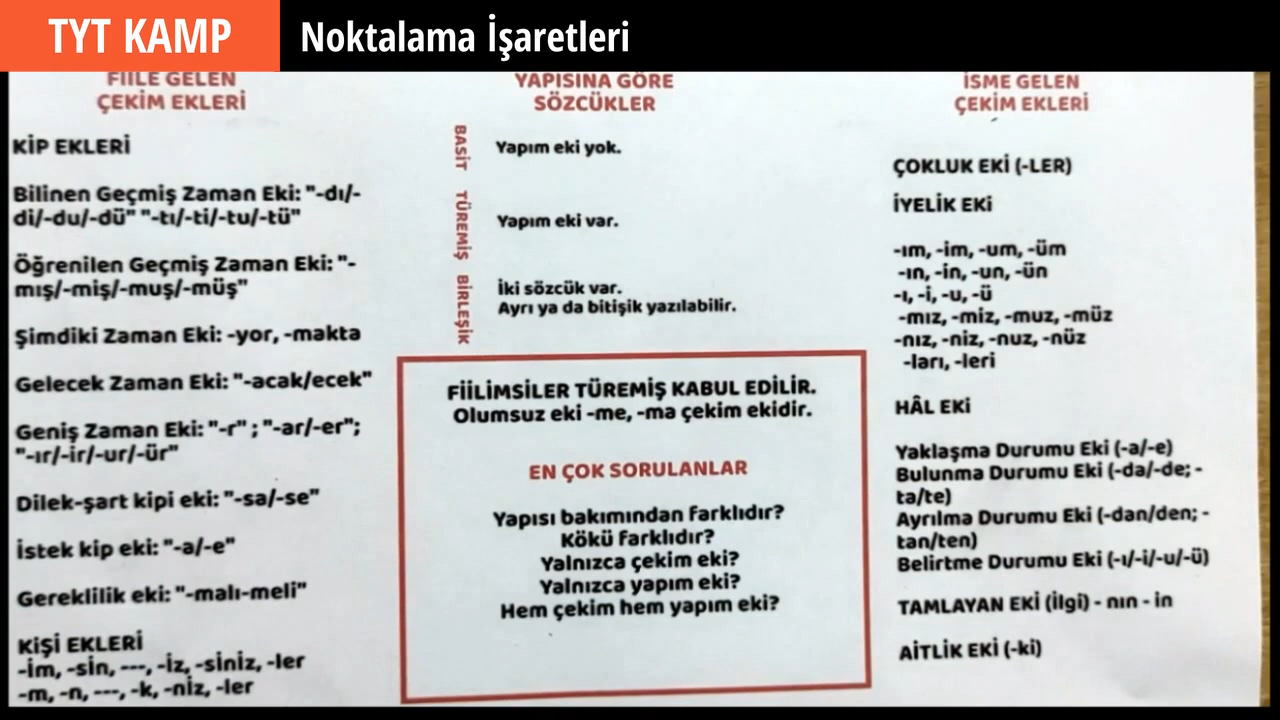 TYT KAMP
Noktalama İşaretleri
FİİLE GELEN
ÇEKİM EKLERİ
KİP EKLERİ
Bilinen Geçmiş Zaman Eki: "-dı/-
di/-du/-dü" "-tı/-ti/-tu/-tü"
Öğrenilen Geçmiş Zaman Eki: "-
mış/-miş/-muş/-müş"
Şimdiki Zaman Eki: -yor, -makta
Gelecek Zaman Eki: "-acak/ecek"
Geniş Zaman Eki: "-r" ; "-ar/-er";
"-ır/-ir/-ur/-ür"
Dilek-şart kipi eki: "-sa/-se"
İstek kip eki: "-a/-e"
Gereklilik eki: "-malı-meli"
KİŞİ EKLERİ
-im, -sin, ---, -iz, -siniz, -ler
-m, -n, ---, -k, -niz, -ler
YAPISINA GÖRE
SÖZCÜKLER
BASİT
Yapım eki yok.
TÜREMİŞ
Yapım eki var.
BİRLEŞİK
İki sözcük var.
Ayrı ya da bitişik yazılabilir.
FİİLİMSİLER TÜREMİŞ KABUL EDİLİR.
Olumsuz eki -me, -ma çekim ekidir.
EN ÇOK SORULANLAR
Yapısı bakımından farklıdır?
Kökü farklıdır?
Yalnızca çekim eki?
Yalnızca yapım eki?
Hem çekim hem yapım eki?
İSME GELEN
ÇEKİM EKLERİ
ÇOKLUK EKİ (-LER)
İYELİK EKi
-ım, -im, -um, -üm
-ın, -in, -un, -ün
-ı, -i, -u, -ü
-mız, -miz, -muz, -müz
-nız, -niz, -nuz, -nüz
-ları, -leri
HÂL EKi
Yaklaşma Durumu Eki (-a/-e)
Bulunma Durumu Eki (-da/-de; -
ta/te)
Ayrılma Durumu Eki (-dan/den; -
tan/ten)
Belirtme Durumu Eki (-ı/-i/-u/-ü)
TAMLAYAN EKi (İlgi) - nın - in
AİTLİK EKi (-ki)